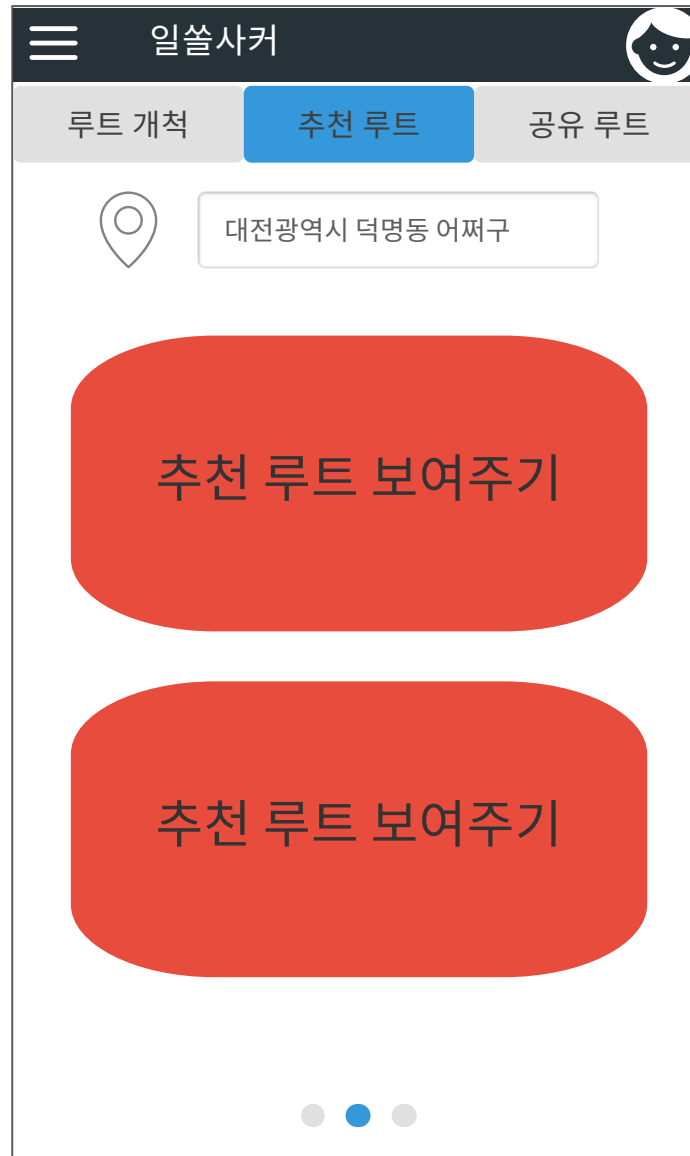 일쏠사커
루트 개척 추천 루트 공유 루트
대전광역시 덕명동 어쩌구
추천 루트 보여주기
추천 루트 보여주기